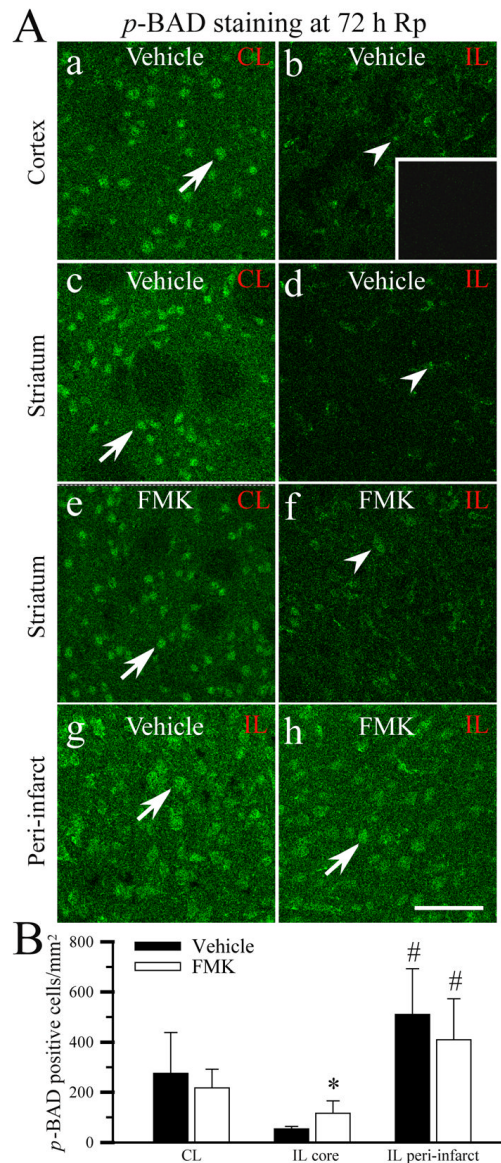 A
p-BAD staining at 72 h Rp
a Vehicle CL
b Vehicle IL
Cortex
c Vehicle CL
d Vehicle IL
Striatum
e FMK CL
f FMK IL
Striatum
g Vehicle IL
h FMK IL
Peri-infarct
B
p-BAD positive cells/mm²
800
600
400
200
0
Vehicle
FMK
*
#
#
CL
IL core
IL peri-infarct